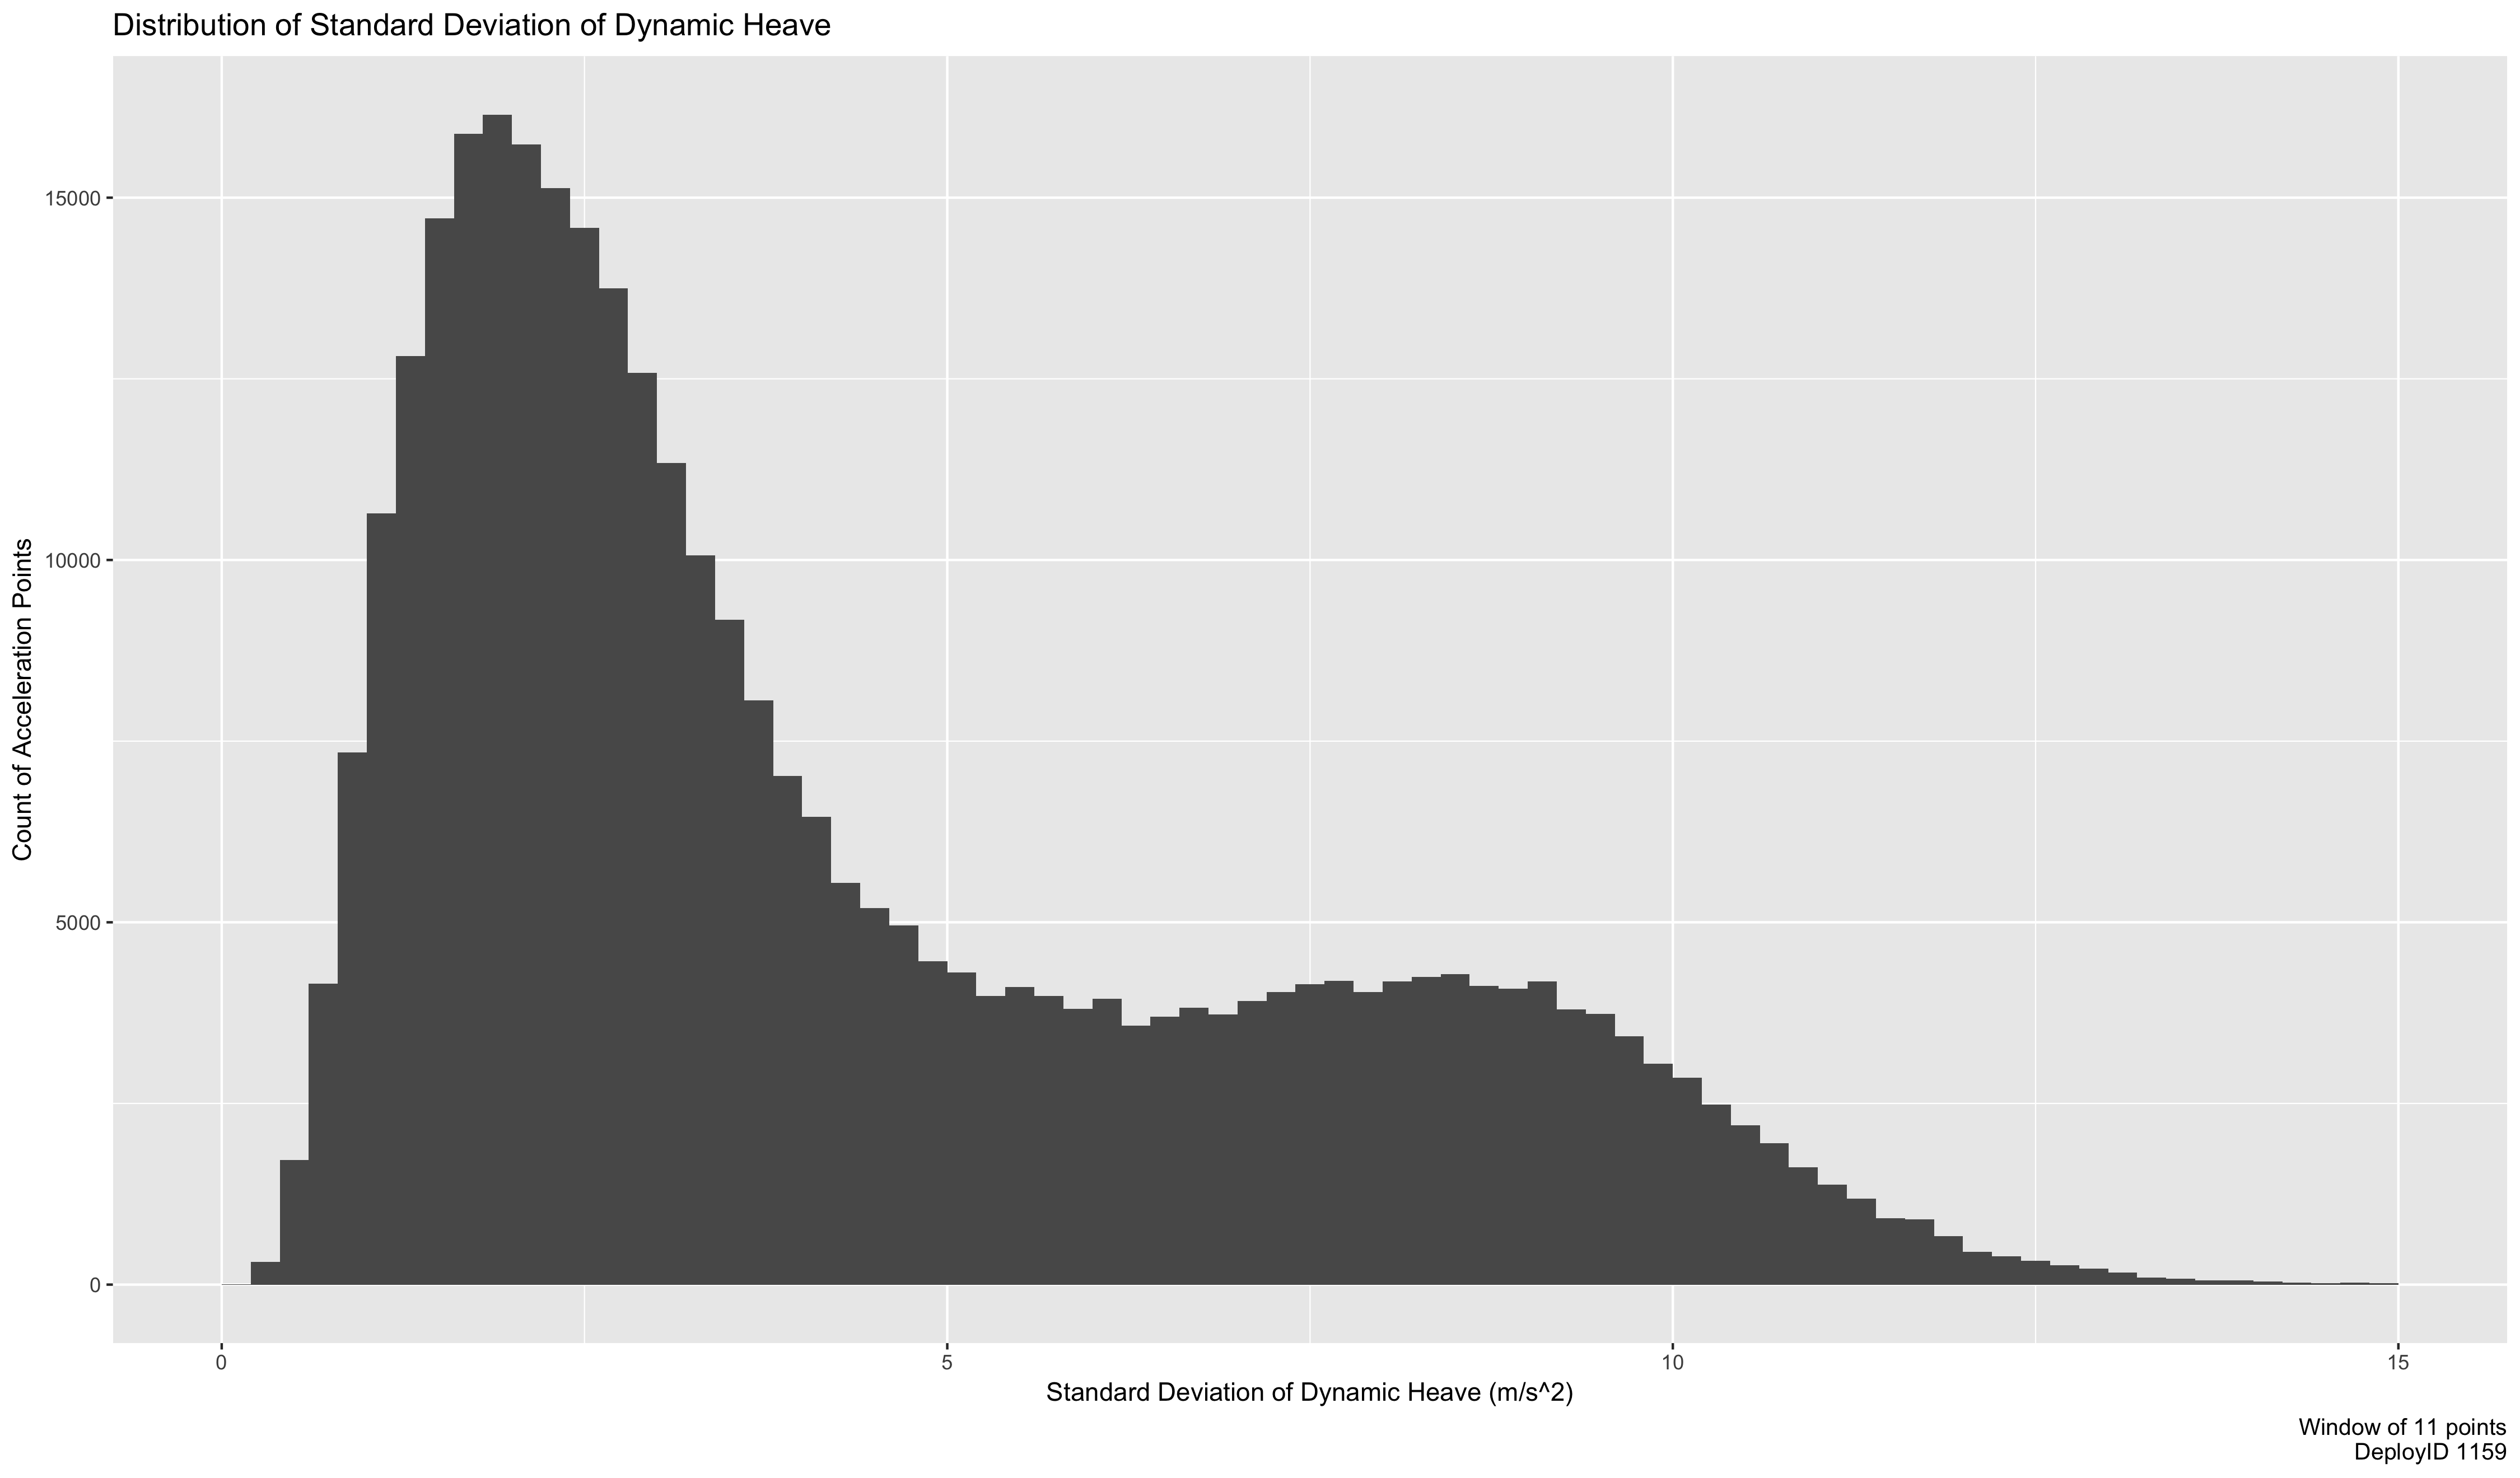 Distribution of Standard Deviation of Dynamic Heave
Count of Acceleration Points
15000
10000
5000
0
0
5
10
15
Standard Deviation of Dynamic Heave (m/s^2)
Window of 11 points
DeployID 1159